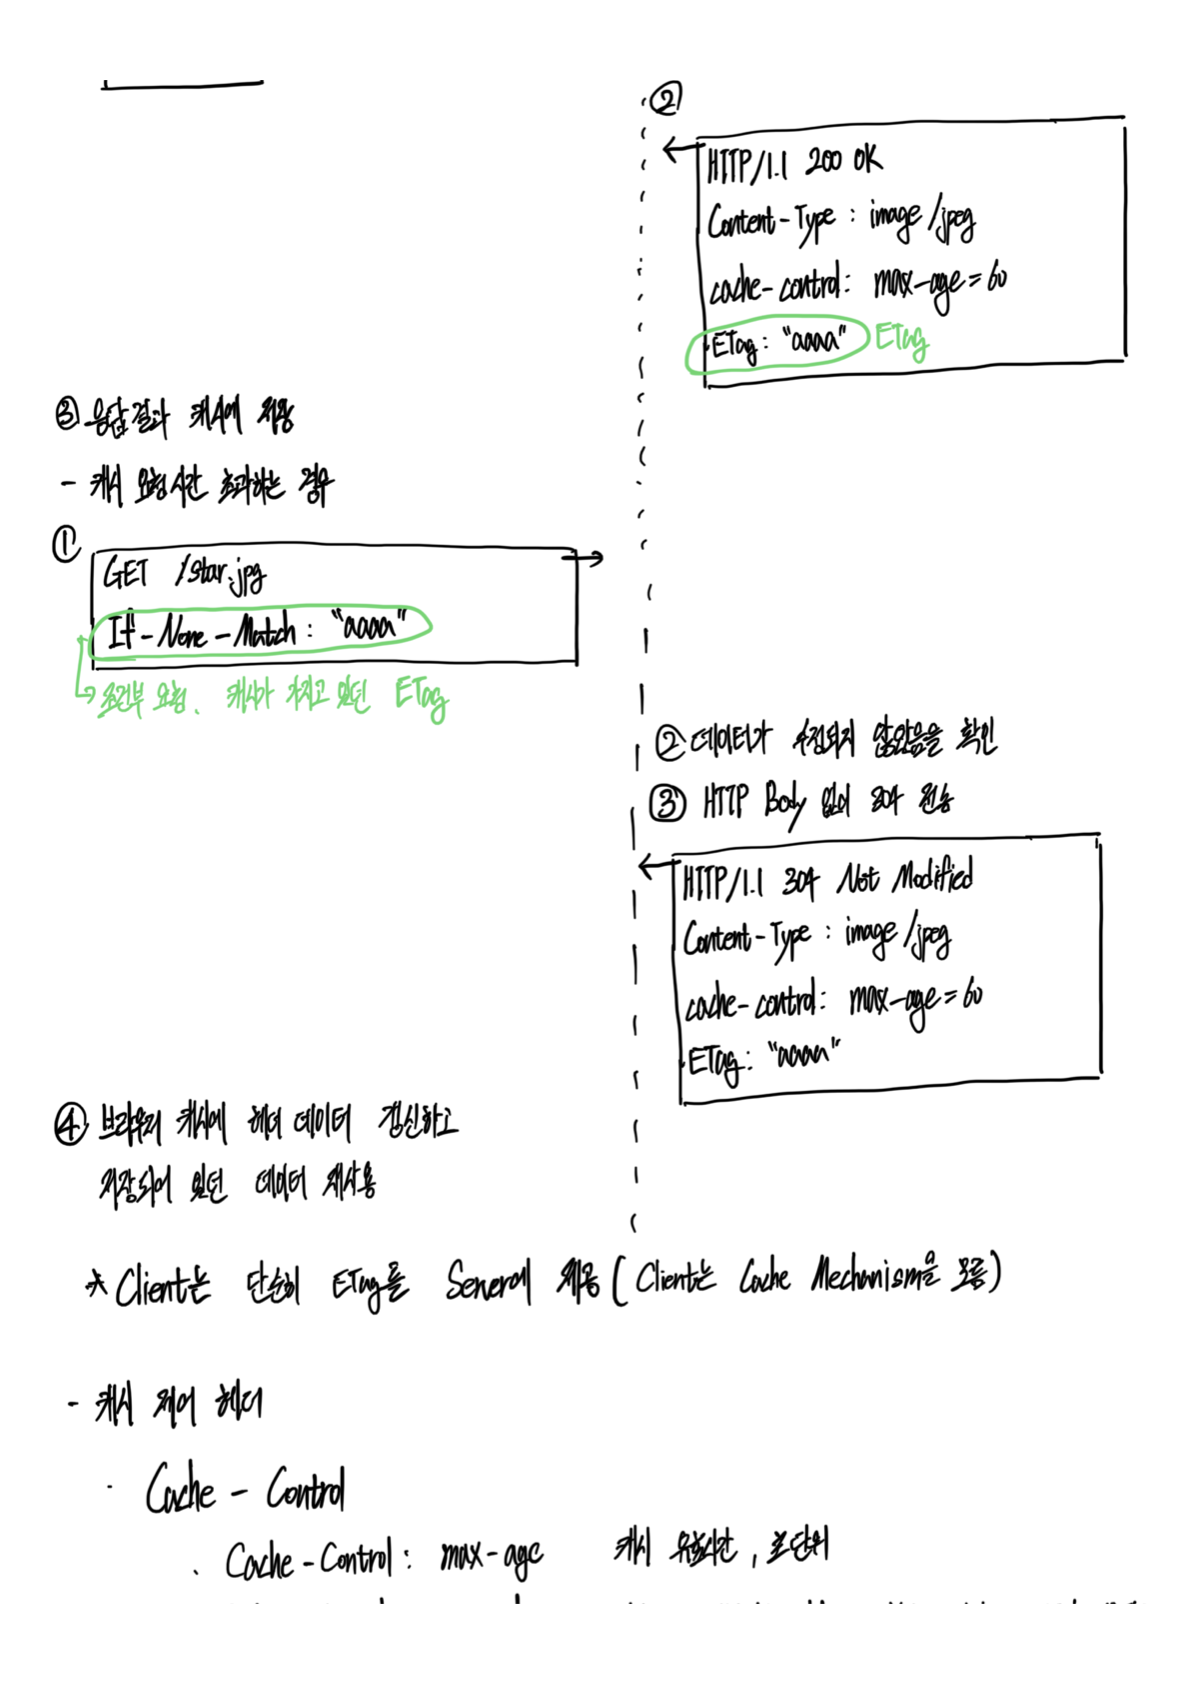 ②
HTTP/1.1 200 OK
Content-Type : image/jpeg
cache-control: max-age=60
ETag: "aaaa" ETag
③ 응답결과 캐시에 저장
- 캐시 요청시간 초과하는 경우
①
GET /star.jpg
If-None-Match: "aaaa"
조건부 요청. 캐시가 가지고 있던 ETag
② 데이터가 수정되지 않았음을 확인
③ HTTP Body 없이 304 전송
HTTP/1.1 304 Not Modified
Content-Type : image/jpeg
cache-control: max-age=60
ETag: "aaaa"
④ 브라우저 캐시에 헤더 데이터 갱신하고
저장되어 있던 데이터 재사용
* Client는 단순히 ETag를 Server에 제공 (Client는 Cache Mechanism을 모름)
- 캐시 제어 헤더
· Cache - Control
. Cache-Control: max-age 캐시 유효시간, 초단위